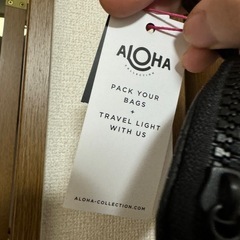 ALOHA
COLLECTION
PACK YOUR
BAGS
+
TRAVEL LIGHT
WITH US
ALOHA-COLLECTION.COM